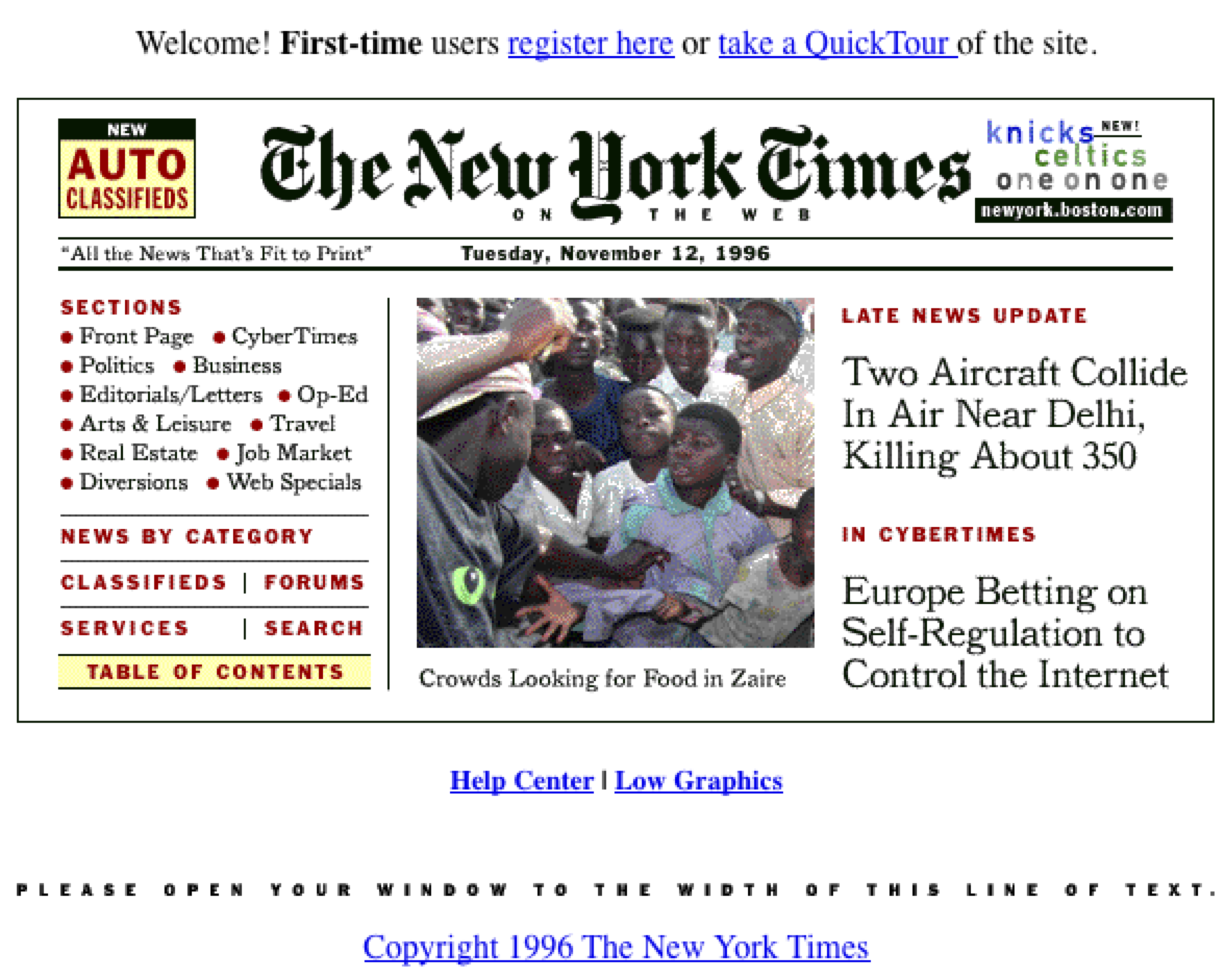 Welcome! First-time users register here or take a QuickTour of the site.
NEW
AUTO
CLASSIFIEDS
The New York Times
ON THE WEB
knicks NEW!
celtics
one on one
newyork.boston.com
"All the News That's Fit to Print"
Tuesday, November 12, 1996
SECTIONS
• Front Page • CyberTimes
• Politics • Business
• Editorials/Letters • Op-Ed
• Arts & Leisure • Travel
• Real Estate • Job Market
• Diversions • Web Specials
NEWS BY CATEGORY
CLASSIFIEDS | FORUMS
SERVICES | SEARCH
TABLE OF CONTENTS
Crowds Looking for Food in Zaire
LATE NEWS UPDATE
Two Aircraft Collide
In Air Near Delhi,
Killing About 350
IN CYBERTIMES
Europe Betting on
Self-Regulation to
Control the Internet
Help Center | Low Graphics
PLEASE OPEN YOUR WINDOW TO THE WIDTH OF THIS LINE OF TEXT.
Copyright 1996 The New York Times